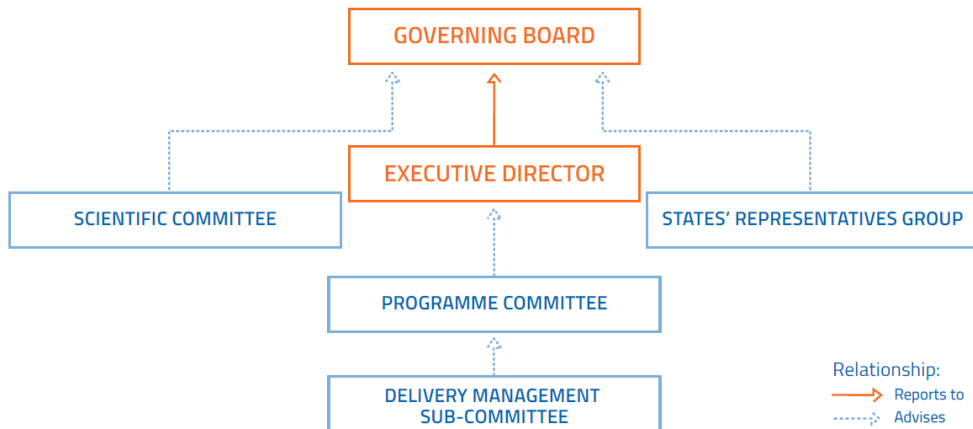 GOVERNING BOARD
EXECUTIVE DIRECTOR
SCIENTIFIC COMMITTEE
STATES’ REPRESENTATIVES GROUP
PROGRAMME COMMITTEE
DELIVERY MANAGEMENT
SUB-COMMITTEE
Relationship:
Reports to
Advises